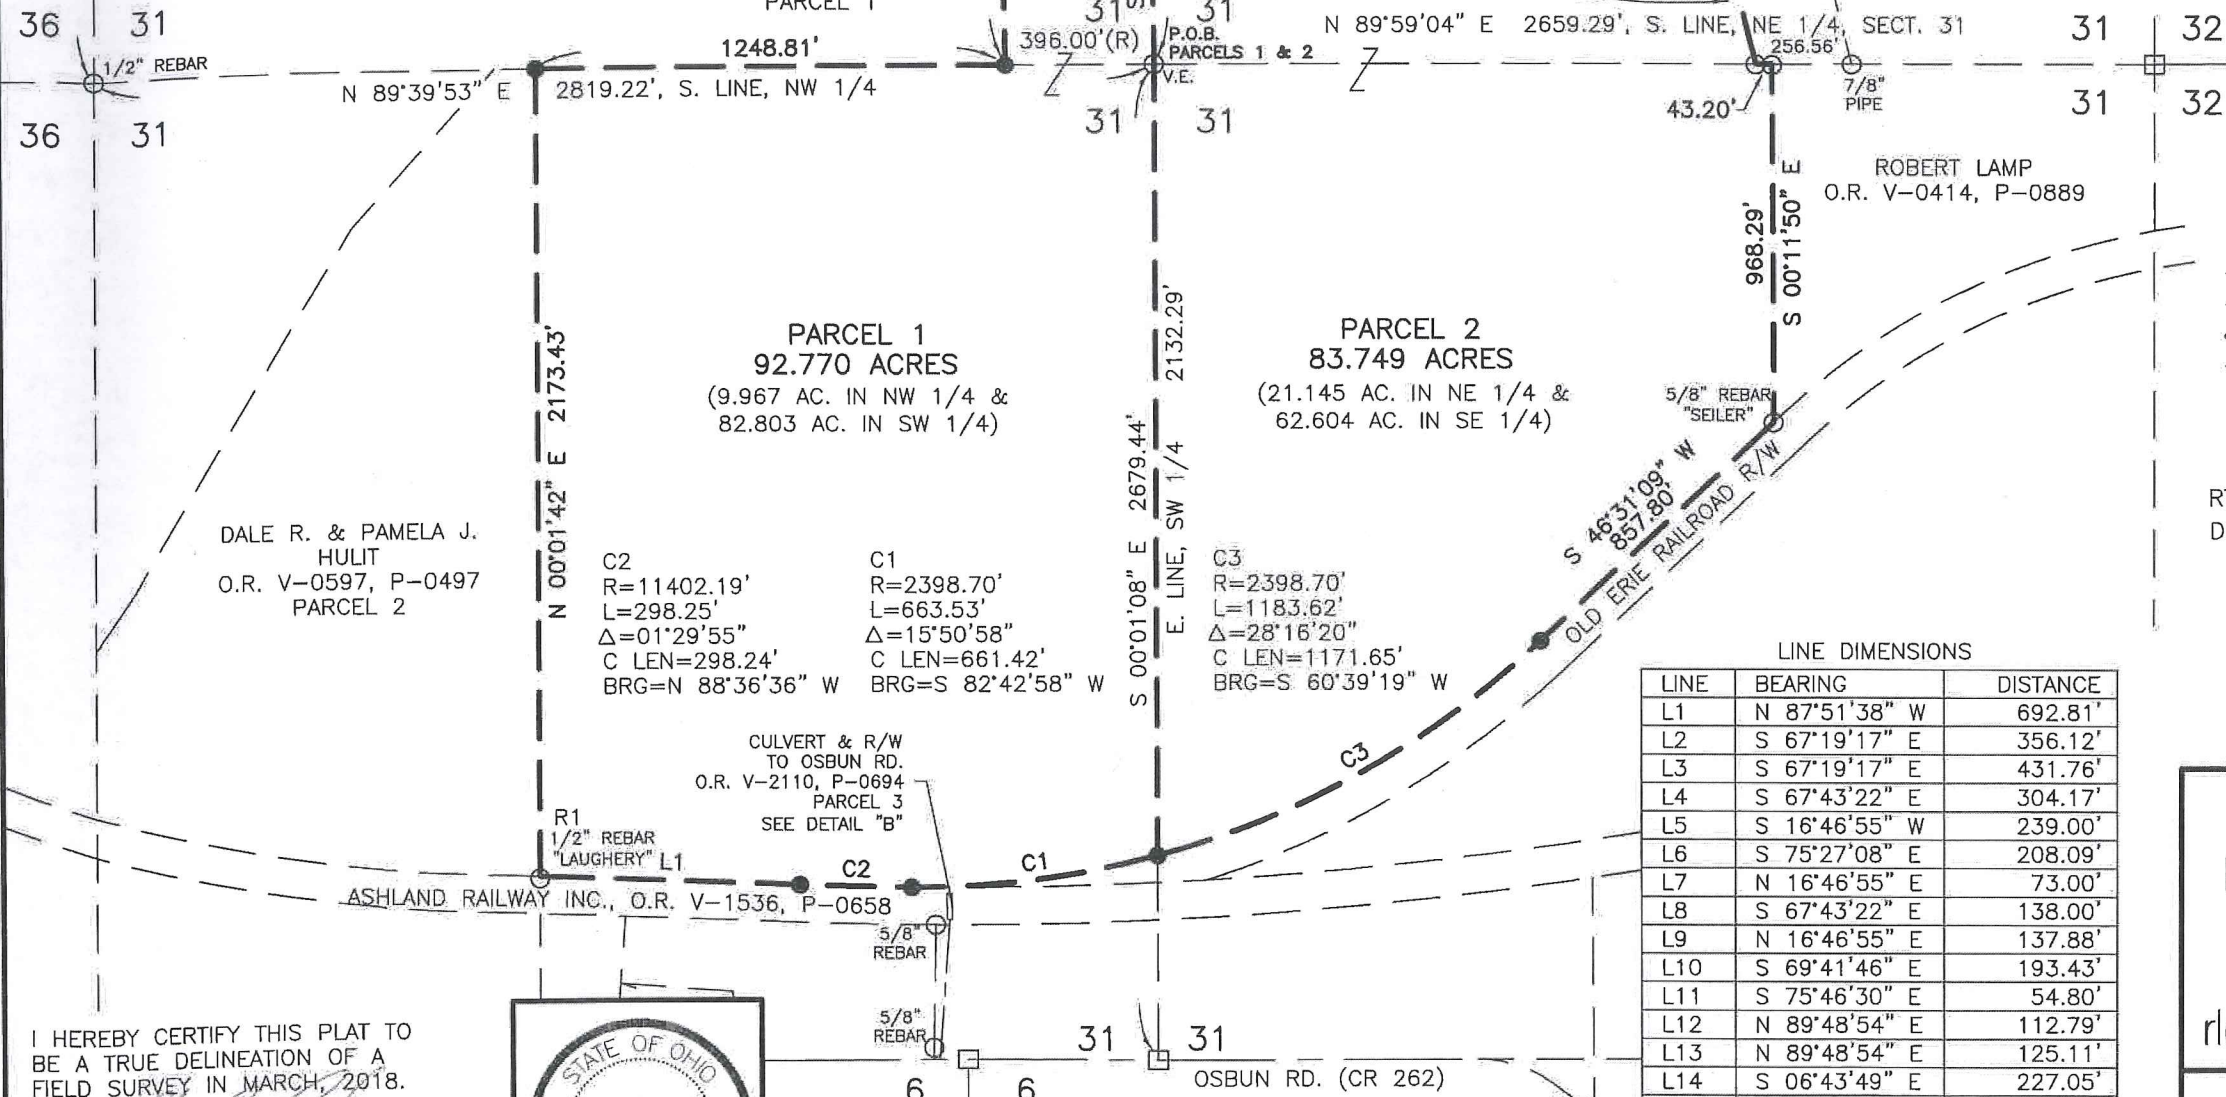 PARCEL 1
36
31
31
31
N 89°59'04" E 2659.29', S. LINE, NE 1/4, SECT. 31
31
32
1/2" REBAR
1248.81'
396.00'(R)
P.O.B.
PARCELS 1 & 2
V.E.
256.56'
N 89°39'53" E
2819.22', S. LINE, NW 1/4
43.20'
7/8"
PIPE
36
31
31
31
31
32
ROBERT LAMP
O.R. V-0414, P-0889
968.29'
S 00°11'50" E
PARCEL 1
92.770 ACRES
(9.967 AC. IN NW 1/4 &
82.803 AC. IN SW 1/4)
PARCEL 2
83.749 ACRES
(21.145 AC. IN NE 1/4 &
62.604 AC. IN SE 1/4)
5/8" REBAR
"SEILER"
N 00°01'42" E 2173.43'
S 00°01'08" E 2679.44'
2132.29'
E. LINE, SW 1/4
S 46°31'09" W
857.80'
OLD ERIE RAILROAD R/W
DALE R. & PAMELA J.
HULIT
O.R. V-0597, P-0497
PARCEL 2
C2
R=11402.19'
L=298.25'
Δ=01°29'55"
C LEN=298.24'
BRG=N 88°36'36" W
C1
R=2398.70'
L=663.53'
Δ=15°50'58"
C LEN=661.42'
BRG=S 82°42'58" W
C3
R=2398.70'
L=1183.62'
Δ=28°16'20"
C LEN=1171.65'
BRG=S 60°39'19" W
CULVERT & R/W
TO OSBUN RD.
O.R. V-2110, P-0694
PARCEL 3
SEE DETAIL "B"
C3
R1
1/2" REBAR
"LAUGHERY"
L1
C2
C1
ASHLAND RAILWAY INC., O.R. V-1536, P-0658
5/8"
REBAR
5/8"
REBAR
31
31
6
6
OSBUN RD. (CR 262)
LINE DIMENSIONS
LINE BEARING DISTANCE
L1 N 87°51'38" W 692.81'
L2 S 67°19'17" E 356.12'
L3 S 67°19'17" E 431.76'
L4 S 67°43'22" E 304.17'
L5 S 16°46'55" W 239.00'
L6 S 75°27'08" E 208.09'
L7 N 16°46'55" E 73.00'
L8 S 67°43'22" E 138.00'
L9 N 16°46'55" E 137.88'
L10 S 69°41'46" E 193.43'
L11 S 75°46'30" E 54.80'
L12 N 89°48'54" E 112.79'
L13 N 89°48'54" E 125.11'
L14 S 06°43'49" E 227.05'
I HEREBY CERTIFY THIS PLAT TO
BE A TRUE DELINEATION OF A
FIELD SURVEY IN MARCH, 2018.
STATE OF OHIO